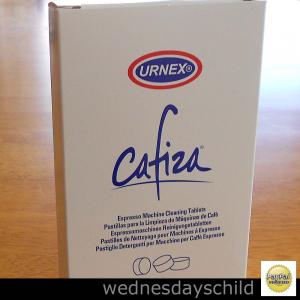 URNEX®
Cafiza®
Espresso Machine Cleaning Tablets
Pastillas para la Limpieza de Máquinas de Café
Espressomaschinen Reinigungstabletten
Pastilles de Nettoyage pour Machines à Espresso
Pastiglie Detergenti per Macchine per Caffè Espresso
wednesdayschild
PayPal